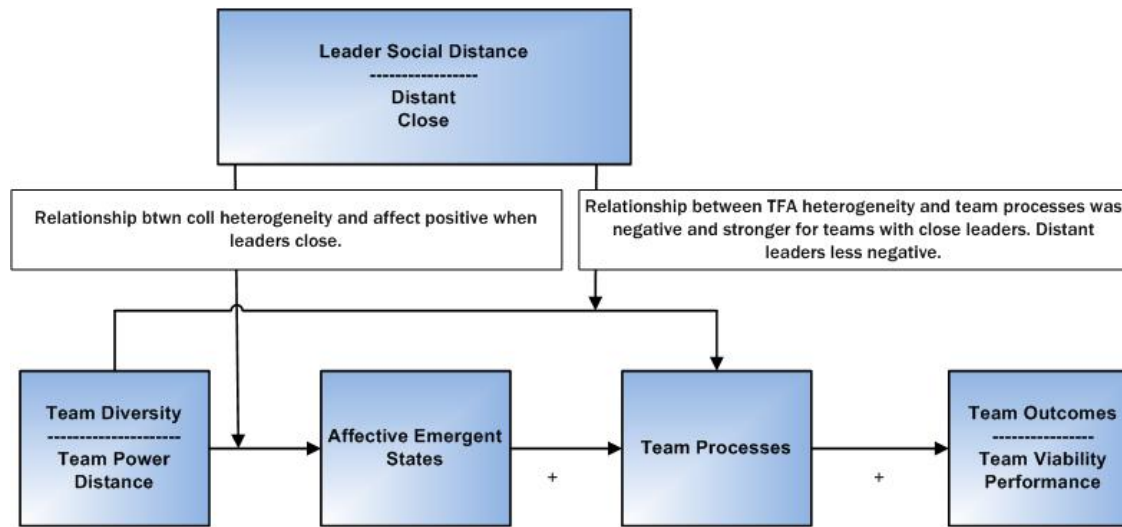 Leader Social Distance
------------------
Distant
Close
Relationship btwn coll heterogeneity and affect positive when
leaders close.
Relationship between TFA heterogeneity and team processes was
negative and stronger for teams with close leaders. Distant
leaders less negative.
Team Diversity
---------------------
Team Power
Distance
Affective Emergent
States
+
Team Processes
+
Team Outcomes
----------------
Team Viability
Performance